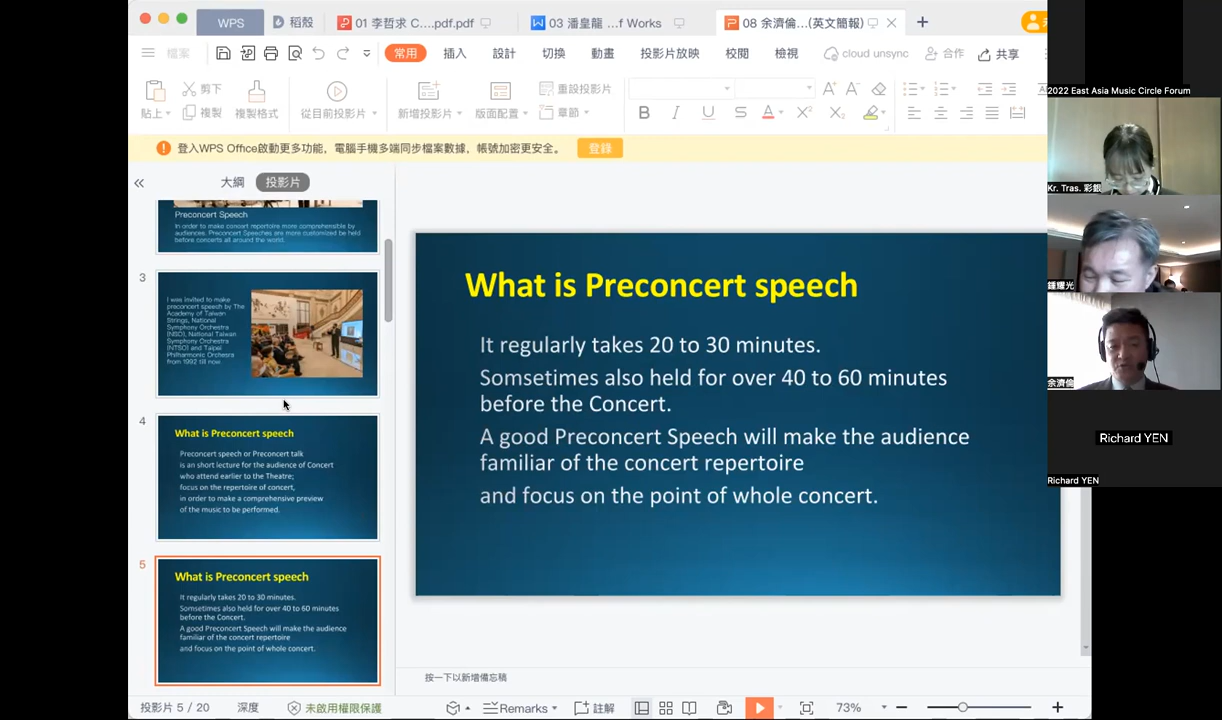 WPS
稻殼
01 李哲求 C....pdf.pdf
03 潘皇龍 ...f Works
08 余濟倫...(英文簡報)
檔案
常用
插入
設計
切換
動畫
投影片放映
校閱
檢視
cloud unsync
合作
共享
貼上
剪下
複製
複製格式
從目前投影片
新增投影片
版面配置
重設投影片
章節
登入WPS Office啟動更多功能，電腦手機多端同步檔案數據，帳號加密更安全。
登錄
大綱
投影片
Preconcert Speech
In order to make concert repertoire more comprehensible by
audiences. Preconcert Speeches are more customized be held
before concerts all around the world.
3
I was invited to make
preconcert speech by The
Academy of Taiwan
Strings, National
Symphony Orchestra
(NSO), National Taiwan
Symphony Orchestra
(NTSO) and Taipei
Philharmonic Orchesra
from 1992 till now.
4
What is Preconcert speech
Preconcert speech or Preconcert talk
is an short lecture for the audience of Concert
who attend earlier to the Theatre;
focus on the repertoire of concert,
in order to make a comprehensive preview
of the music to be performed.
5
What is Preconcert speech
It regularly takes 20 to 30 minutes.
Somsetimes also held for over 40 to 60 minutes
before the Concert.
A good Preconcert Speech will make the audience
familiar of the concert repertoire
and focus on the point of whole concert.
What is Preconcert speech
It regularly takes 20 to 30 minutes.
Somsetimes also held for over 40 to 60 minutes
before the Concert.
A good Preconcert Speech will make the audience
familiar of the concert repertoire
and focus on the point of whole concert.
按一下以新增備忘稿
投影片 5 / 20
深度
未啟用權限保護
Remarks
註解
73%
2022 East Asia Music Circle Forum
Kr. Tras. 彩銀
鍾耀光
余濟倫
Richard YEN
Richard YEN